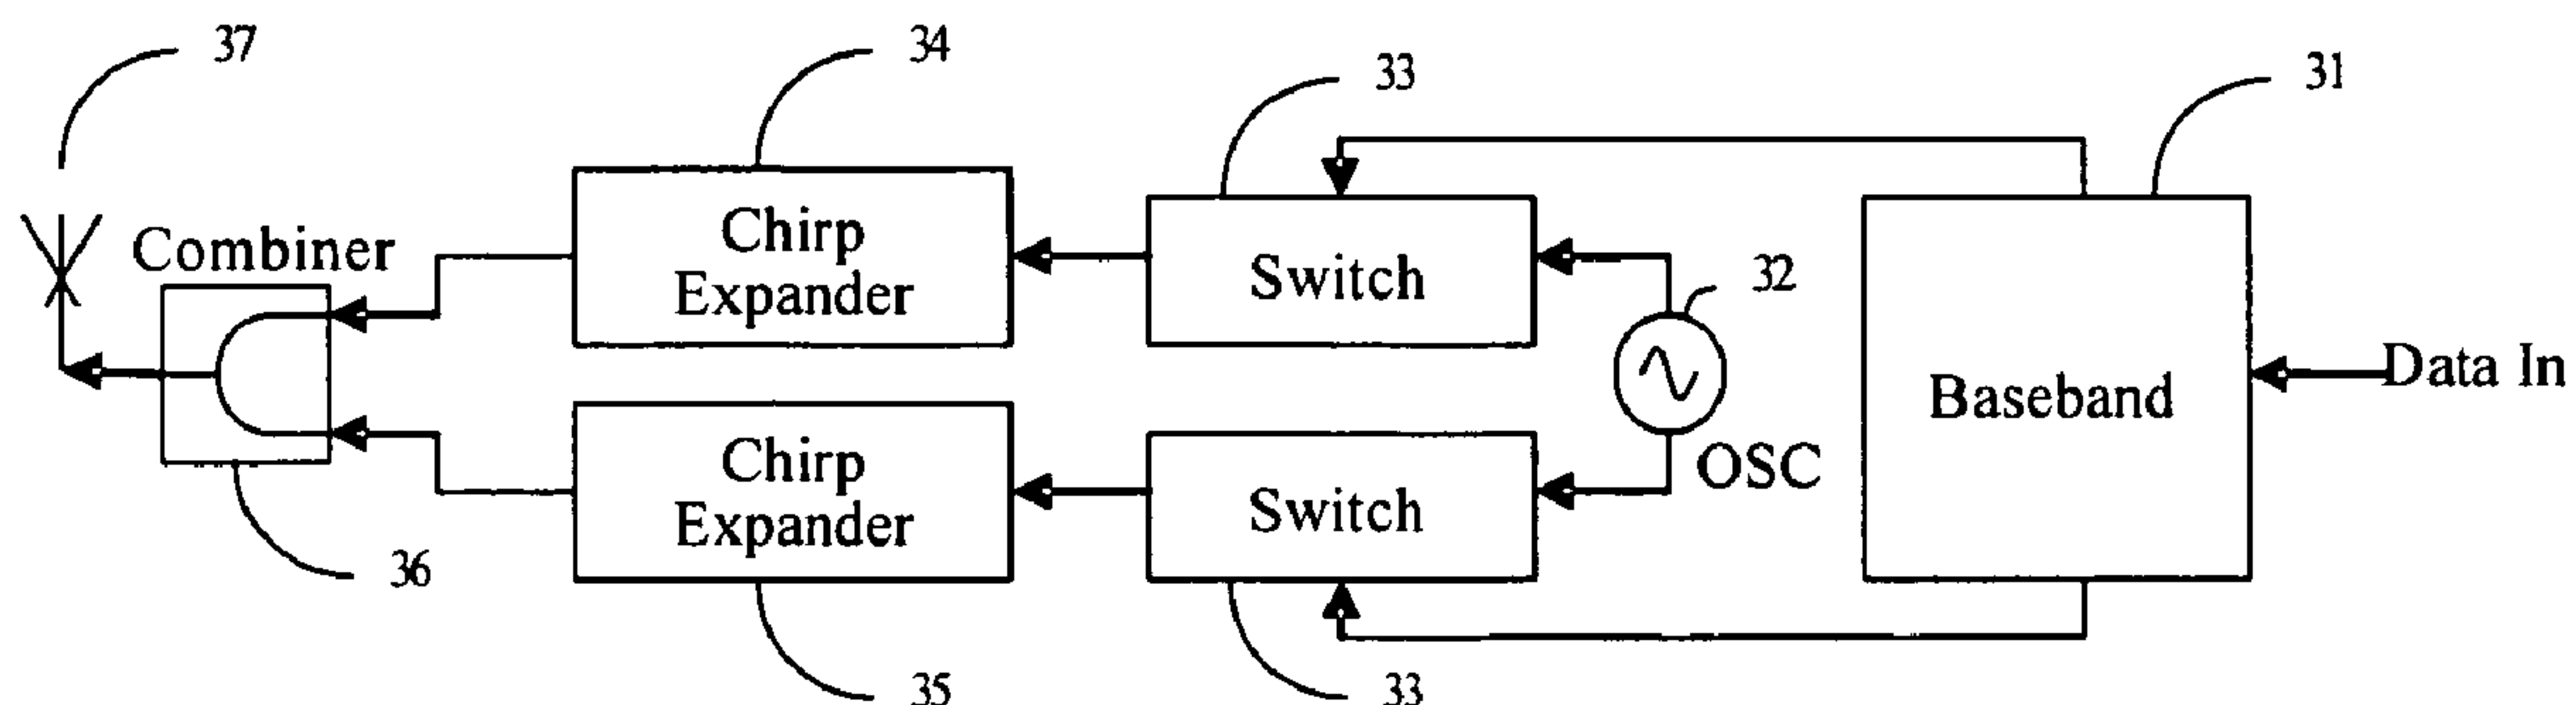 37
34
33
31
Combiner
Chirp
Expander
Switch
32
Data In
Baseband
OSC
Chirp
Expander
Switch
36
35
33